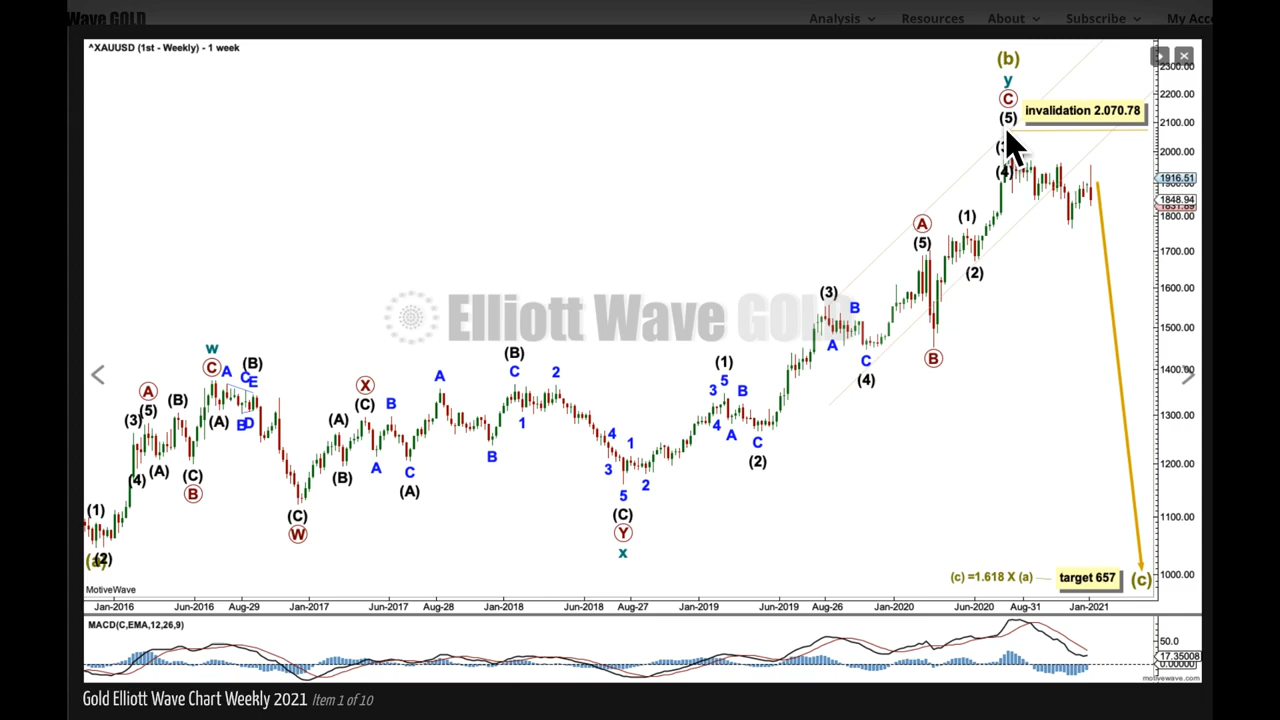 Wave GOLD Analysis Resources About Subscribe My Acc
^XAUUSD (1st - Weekly) - 1 week
(b)
y
C
(5)
invalidation 2.070.78
(4)
2300.00
2200.00
2100.00
2000.00
1916.51
1848.94
1800.00
1700.00
1600.00
1500.00
1400.00
1300.00
1200.00
1100.00
1000.00
A
(5)
(1)
(2)
B
(3)
B
A
C
(4)
Elliott Wave GOLD
w
C A C E (B)
A
(3) (5)
(B)
(A) B D
(4) (A)
(C)
B
(1)
(2)
(C)
W
X
(C)
(A)
B
(B)
A
C
(A)
A
(B)
C
2
1
B
4
1
3
2
5
(C)
Y
x
(1)
3 5
B
4
A
C
(2)
(c) =1.618 X (a)
target 657
(c)
MotiveWave
Jan-2016 Jun-2016 Aug-29 Jan-2017 Jun-2017 Aug-28 Jan-2018 Jun-2018 Aug-27 Jan-2019 Jun-2019 Aug-26 Jan-2020 Jun-2020 Aug-31 Jan-2021
MACD(C,EMA,12,26,9)
50.0
17.35008
0.00000
motivewave.com
Gold Elliott Wave Chart Weekly 2021 Item 1 of 10